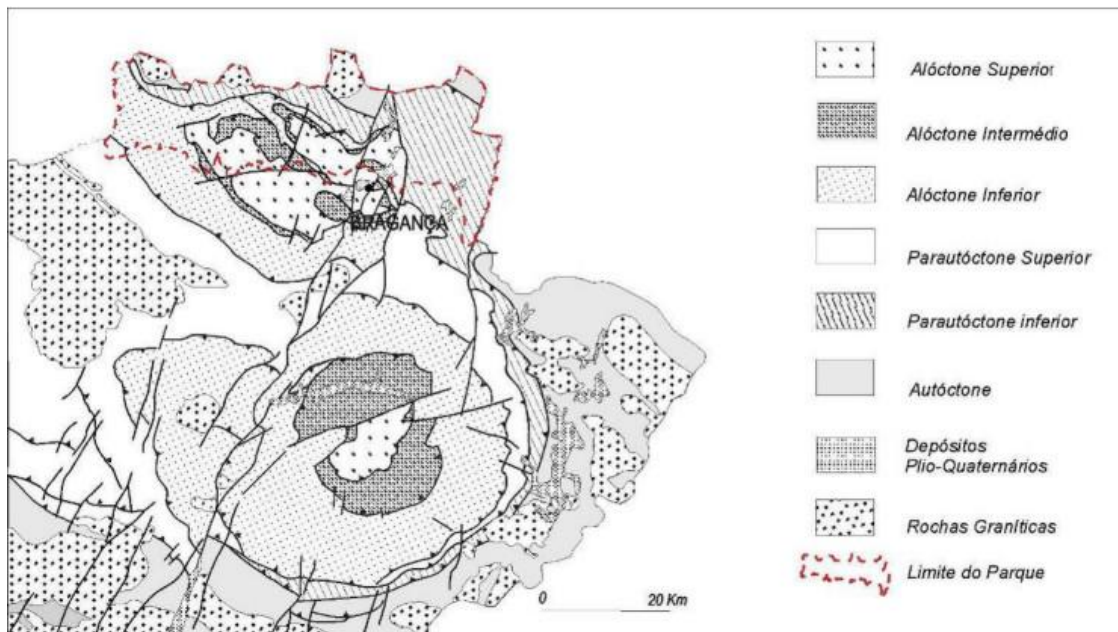 Alóctone Superior
Alóctone Intermédio
Alóctone Inferior
BRAGANÇA
Parautóctone Superior
Parautóctone inferior
Autóctone
Depósitos
Plio-Quaternários
Rochas Graníticas
Limite do Parque
0 20 Km